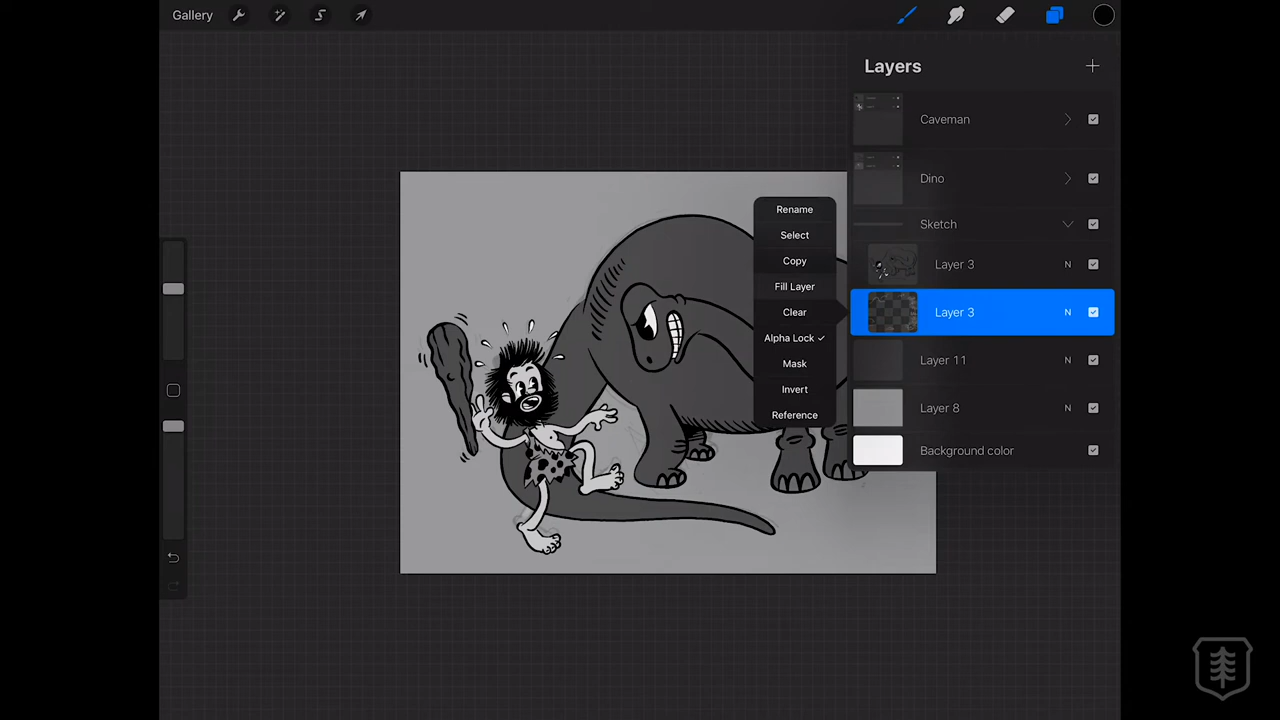 Gallery
Layers
Caveman
Dino
Sketch
Layer 3 N
Layer 3 N
Layer 11 N
Layer 8 N
Background color
Rename
Select
Copy
Fill Layer
Clear
Alpha Lock
Mask
Invert
Reference